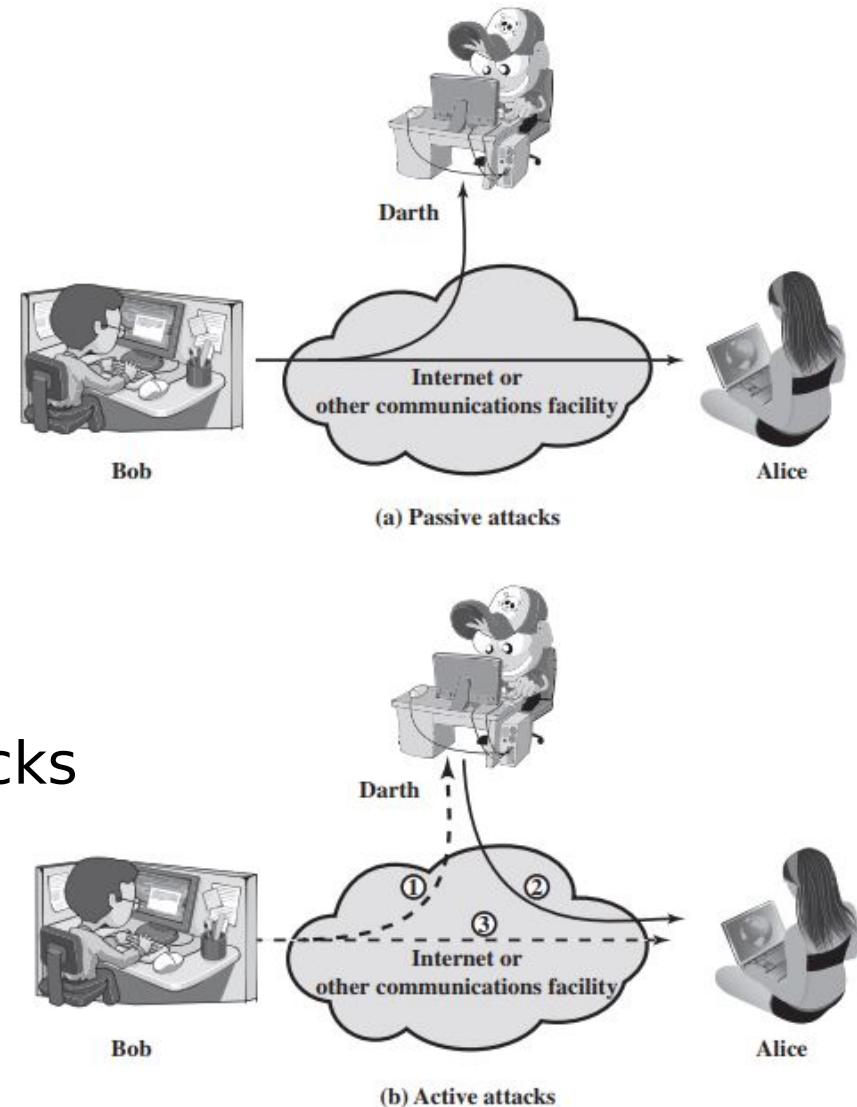 Darth
Internet or
other communications facility
Bob
Alice
(a) Passive attacks
cks
Darth
1
2
3
Internet or
other communications facility
Bob
Alice
(b) Active attacks